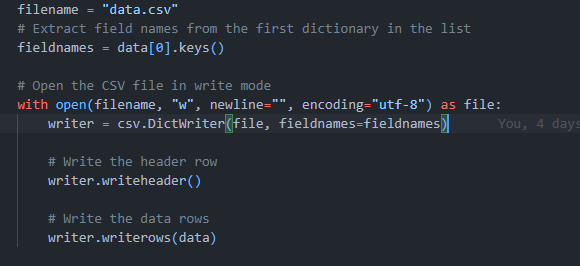 filename = "data.csv"
# Extract field names from the first dictionary in the list
fieldnames = data[0].keys()
# Open the CSV file in write mode
with open(filename, "w", newline="", encoding="utf-8") as file:
writer = csv.DictWriter(file, fieldnames=fieldnames) You, 4 days
# Write the header row
writer.writeheader()
# Write the data rows
writer.writerows(data)